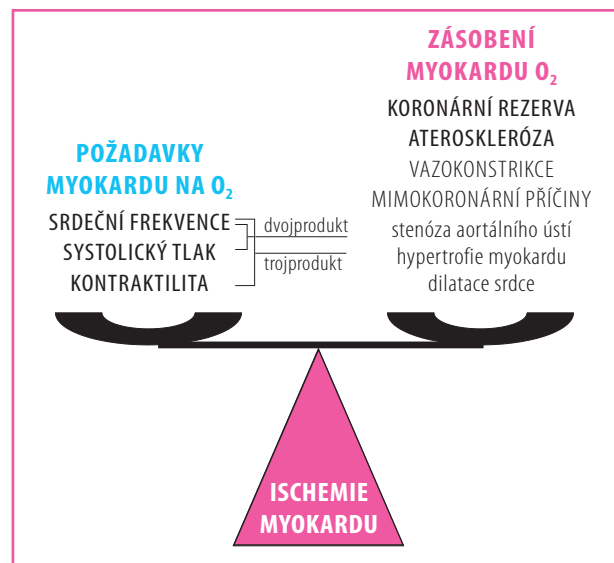 POŽADAVKY
MYOKARDU NA O₂
SRDEČNÍ FREKVENCE
SYSTOLICKÝ TLAK
KONTRAKTILITA
dvojprodukt
trojprodukt
ZÁSOBENÍ
MYOKARDU O₂
KORONÁRNÍ REZERVA
ATEROSKLERÓZA
VAZOKONSTRIKCE
MIMOKORONÁRNÍ PŘÍČINY
stenóza aortálního ústí
hypertrofie myokardu
dilatace srdce
ISCHEMIE
MYOKARDU